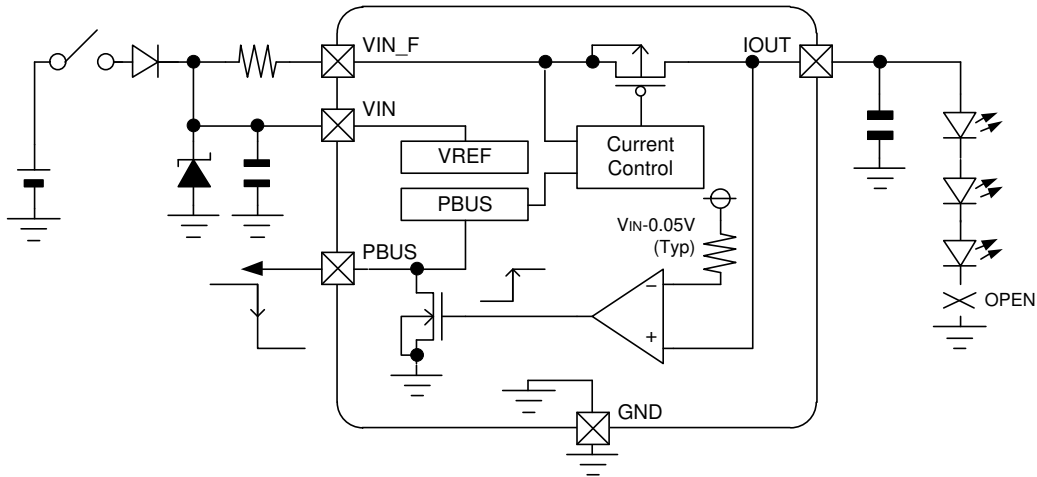 VIN_F
IOUT
VIN
VREF
Current
Control
PBUS
VIN-0.05V
(Typ)
PBUS
−
+
OPEN
GND